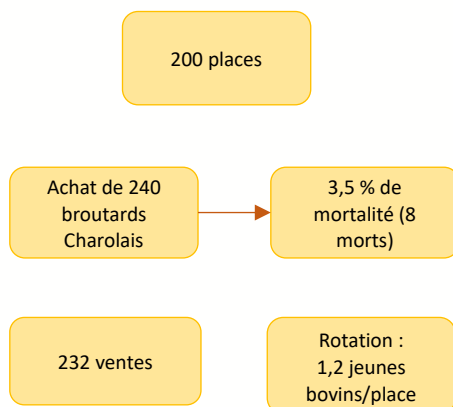 200 places
Achat de 240
broutards
Charolais
3,5 % de
mortalité (8
morts)
232 ventes
Rotation :
1,2 jeunes
bovins/place